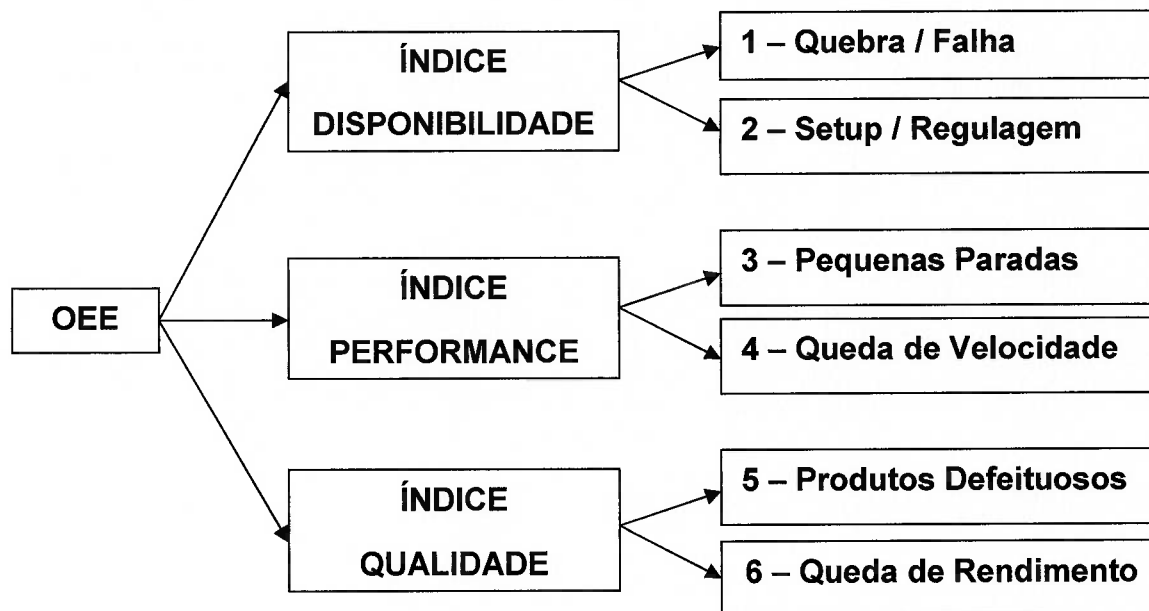 OEE
ÍNDICE
DISPONIBILIDADE
1 – Quebra / Falha
2 – Setup / Regulagem
ÍNDICE
PERFORMANCE
3 – Pequenas Paradas
4 – Queda de Velocidade
ÍNDICE
QUALIDADE
5 – Produtos Defeituosos
6 – Queda de Rendimento